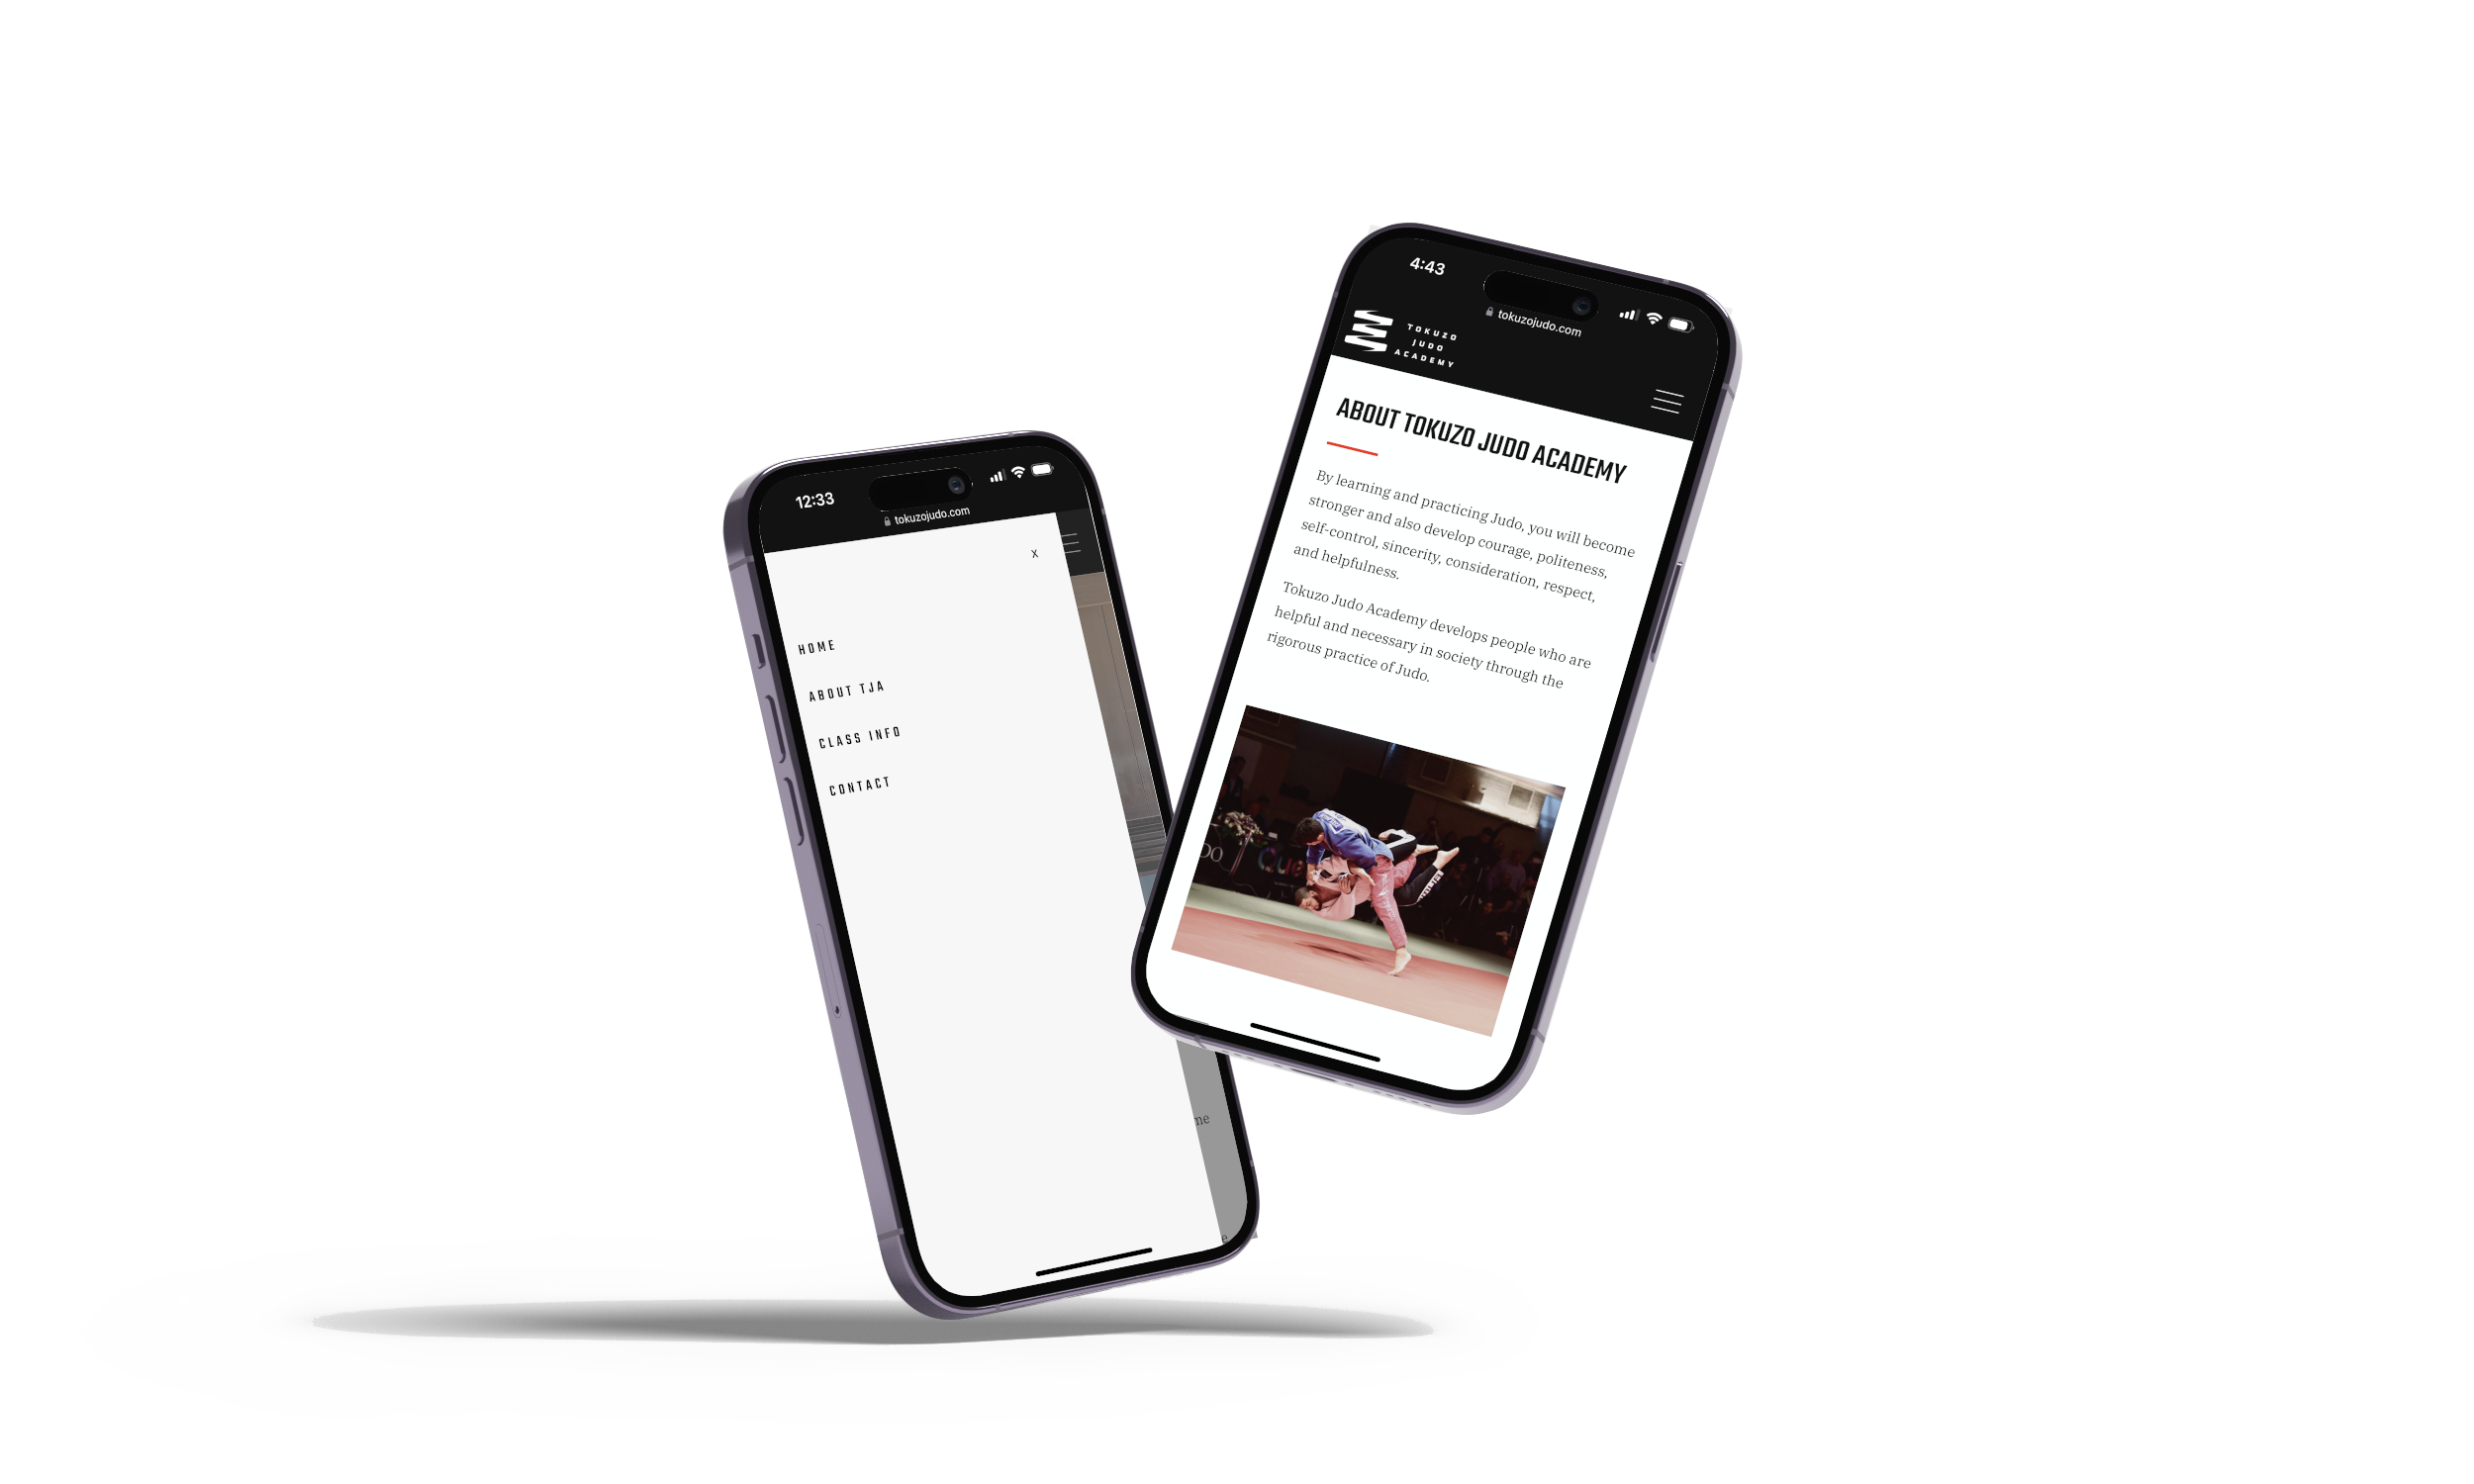 12:33
tokuzojudo.com
X
HOME
ABOUT TJA
CLASS INFO
CONTACT
me
e
4:43
tokuzojudo.com
TOKUZO
JUDO
ACADEMY
ABOUT TOKUZO JUDO ACADEMY
By learning and practicing Judo, you will become
stronger and also develop courage, politeness,
self-control, sincerity, consideration, respect,
and helpfulness.
Tokuzo Judo Academy develops people who are
helpful and necessary in society through the
rigorous practice of Judo.
DO